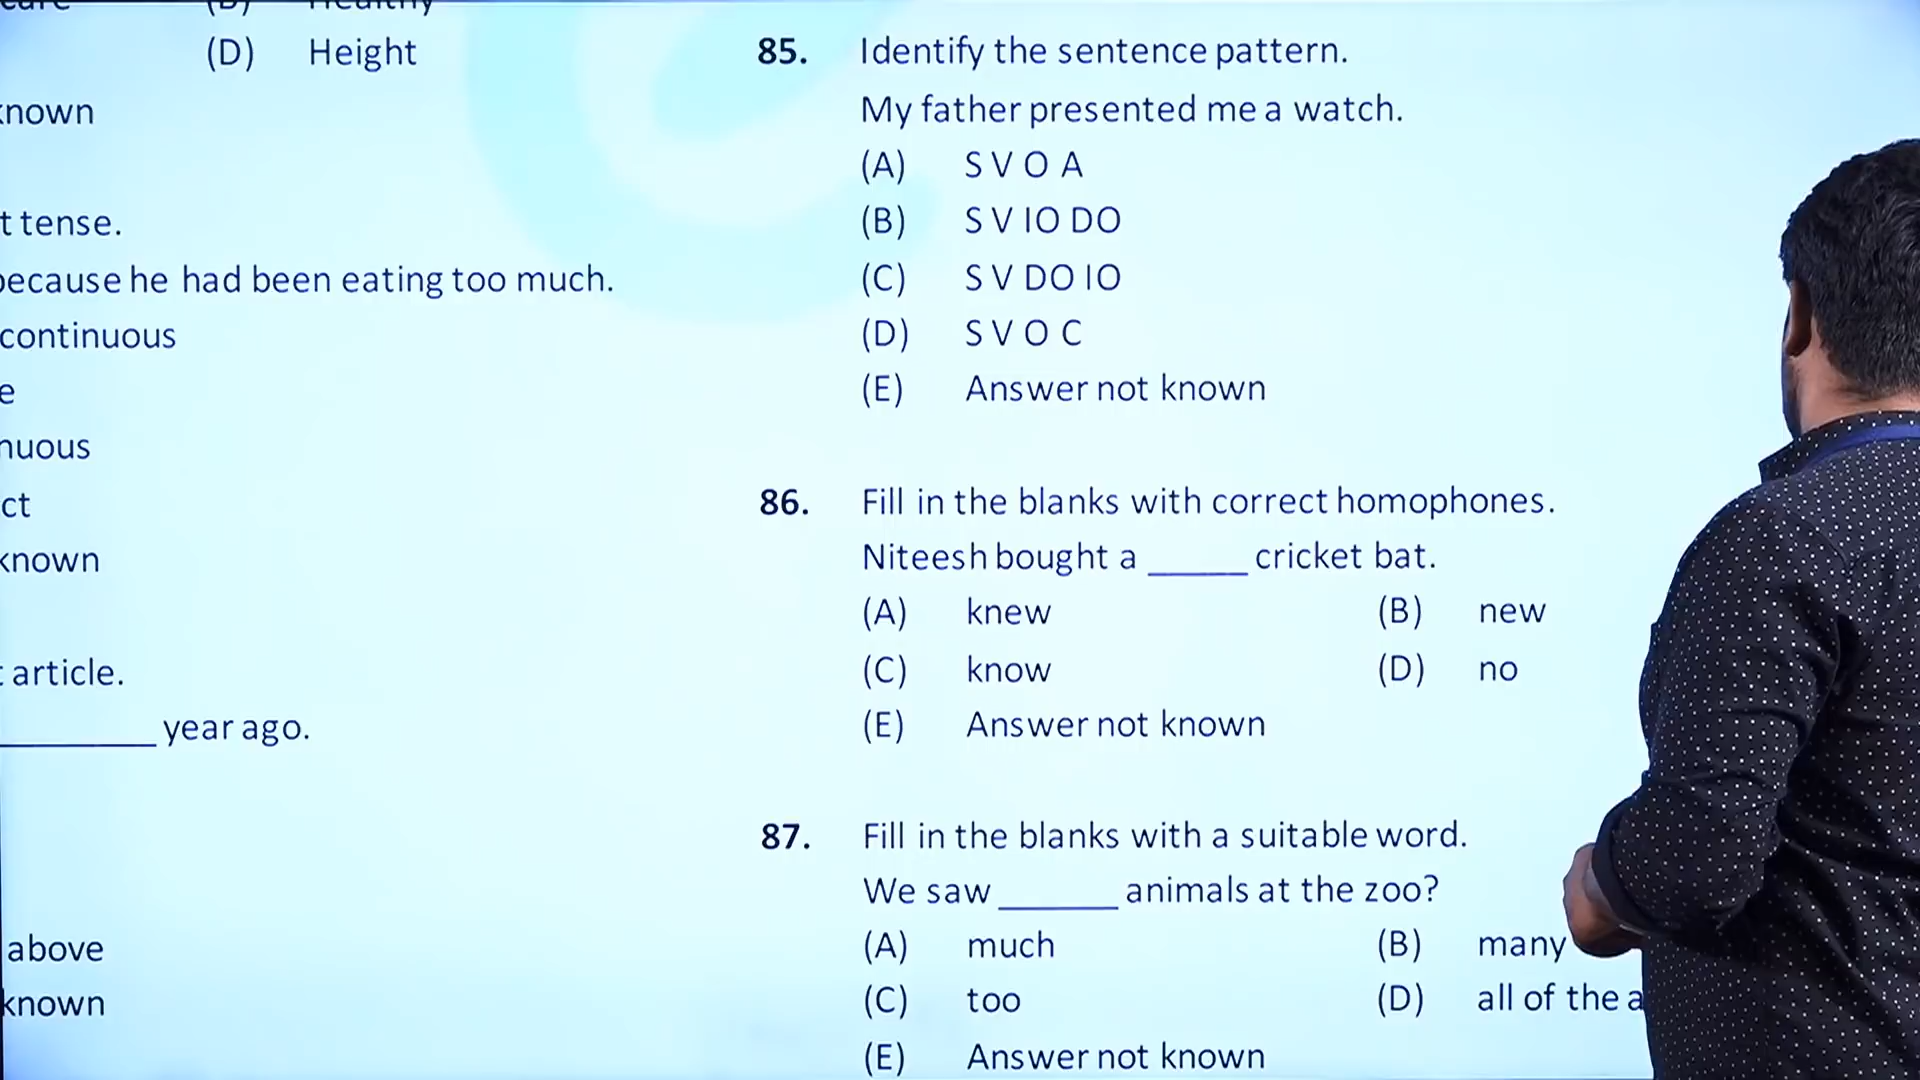 (D) Height
known
t tense.
because he had been eating too much.
continuous
e
nuous
ct
known
article.
______ year ago.
above
known
85. Identify the sentence pattern.
My father presented me a watch.
(A) S V O A
(B) S V IO DO
(C) S V DO IO
(D) S V O C
(E) Answer not known
86. Fill in the blanks with correct homophones.
Niteesh bought a ______ cricket bat.
(A) knew (B) new
(C) know (D) no
(E) Answer not known
87. Fill in the blanks with a suitable word.
We saw ______ animals at the zoo?
(A) much (B) many
(C) too (D) all of the a
(E) Answer not known